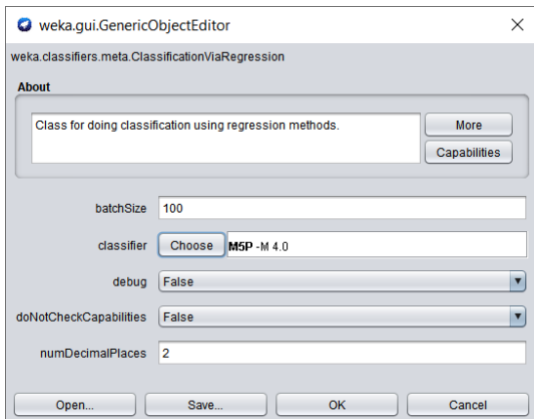 weka.gui.GenericObjectEditor
weka.classifiers.meta.ClassificationViaRegression
About
Class for doing classification using regression methods.
More
Capabilities
batchSize 100
classifier Choose M5P -M 4.0
debug False
doNotCheckCapabilities False
numDecimalPlaces 2
Open... Save... OK Cancel